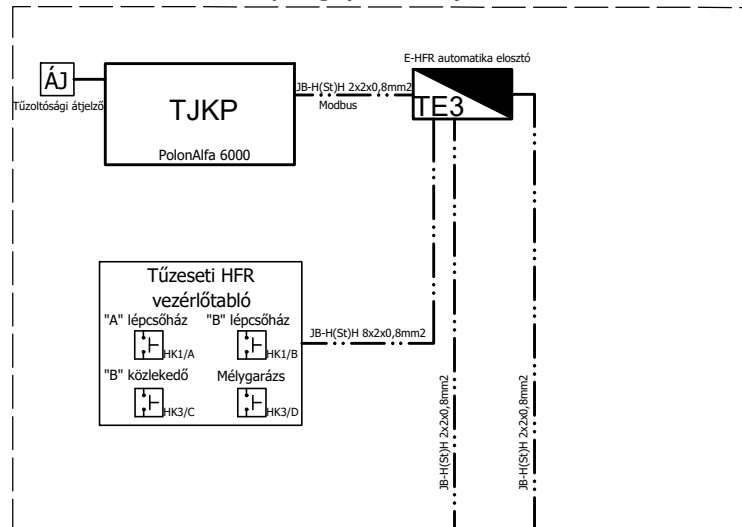 E-HFR automatika elosztó
ÁJ
Tűzoltósági átjelző
TJKP
PolonAlfa 6000
JB-H(St)H 2x2x0,8mm2
Modbus
TE3
Tűzeseti HFR
vezérlőtabló
"A" lépcsőház
"B" lépcsőház
HK1/A
HK1/B
"B" közlekedő
Mélygarázs
HK3/C
HK3/D
JB-H(St)H 8x2x0,8mm2
JB-H(St)H 2x2x0,8mm2
JB-H(St)H 2x2x0,8mm2